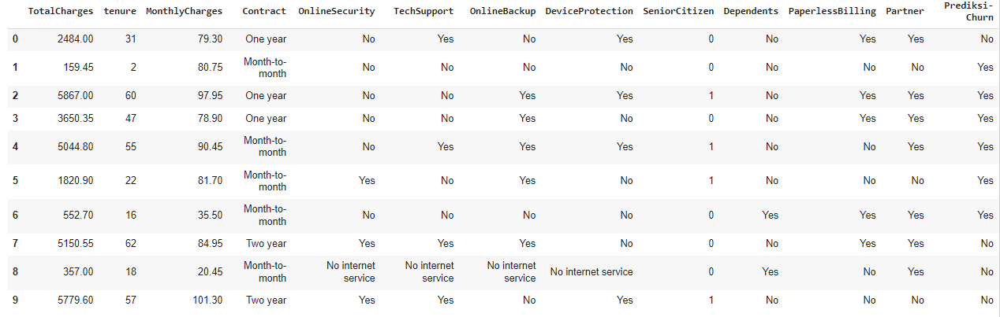 TotalCharges tenure MonthlyCharges Contract OnlineSecurity TechSupport OnlineBackup DeviceProtection SeniorCitizen Dependents PaperlessBilling Partner Prediksi-
Churn
0 2484.00 31 79.30 One year No Yes No Yes 0 No Yes Yes No
1 159.45 2 80.75 Month-to-
month No No No No 0 No No No Yes
2 5867.00 60 97.95 One year No No Yes Yes 1 No Yes Yes Yes
3 3650.35 47 78.90 One year No No Yes No 0 No Yes Yes Yes
4 5044.80 55 90.45 Month-to-
month No Yes Yes Yes 1 No No Yes Yes
5 1820.90 22 81.70 Month-to-
month Yes No Yes No 1 No No No Yes
6 552.70 16 35.50 Month-to-
month No No No No 0 Yes Yes Yes Yes
7 5150.55 62 84.95 Two year Yes Yes Yes No 0 No Yes Yes No
8 357.00 18 20.45 Month-to-
month No internet
service No internet
service No internet
service No internet service 0 Yes No Yes No
9 5779.60 57 101.30 Two year Yes Yes No Yes 1 No No No No